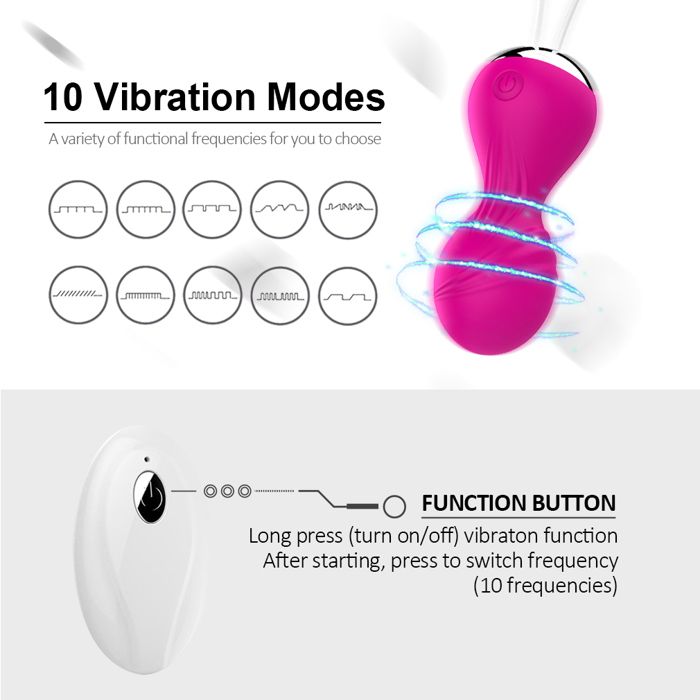 10 Vibration Modes
A variety of functional frequencies for you to choose
FUNCTION BUTTON
Long press (turn on/off) vibraton function
After starting, press to switch frequency
(10 frequencies)